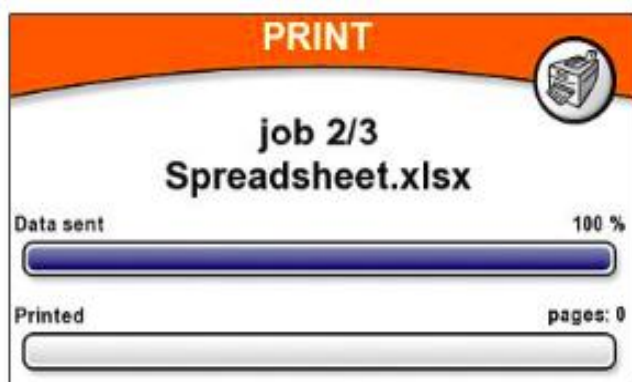 PRINT
job 2/3
Spreadsheet.xlsx
Data sent 100 %
Printed pages: 0